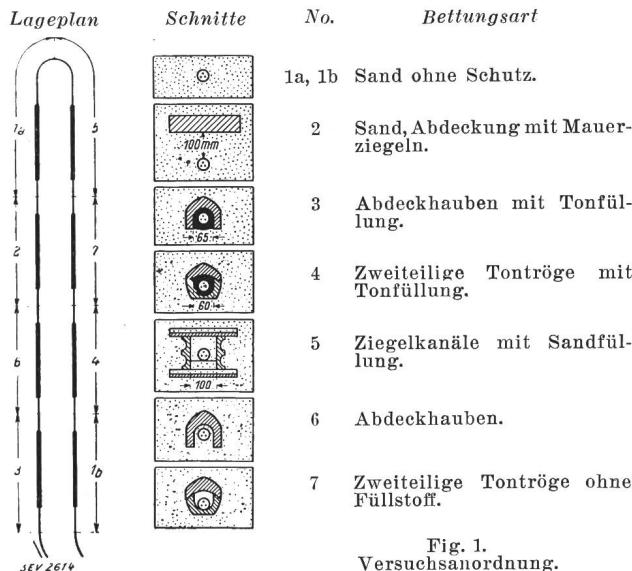 Lageplan Schnitte No. Bettungsart
1a 5
2 7
6 4
3 1b
SEV 2614
100mm
65
60
100
1a, 1b Sand ohne Schutz.
2 Sand, Abdeckung mit Mauer-
ziegeln.
3 Abdeckhauben mit Tonfül-
lung.
4 Zweiteilige Tontröge mit
Tonfüllung.
5 Ziegelkanäle mit Sandfül-
lung.
6 Abdeckhauben.
7 Zweiteilige Tontröge ohne
Füllstoff.
Fig. 1.
Versuchsanordnung.